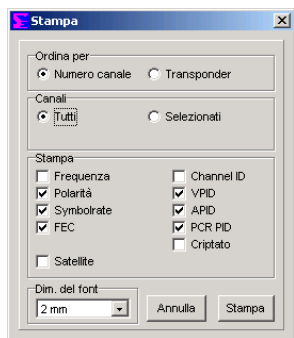 Stampa
Ordina per
Numero canale Transponder
Canali
Tutti Selezionati
Stampa
Frequenza Channel ID
Polarità VPID
Symbolrate APID
FEC PCR PID
Criptato
Satellite
Dim. del font
2 mm Annulla Stampa